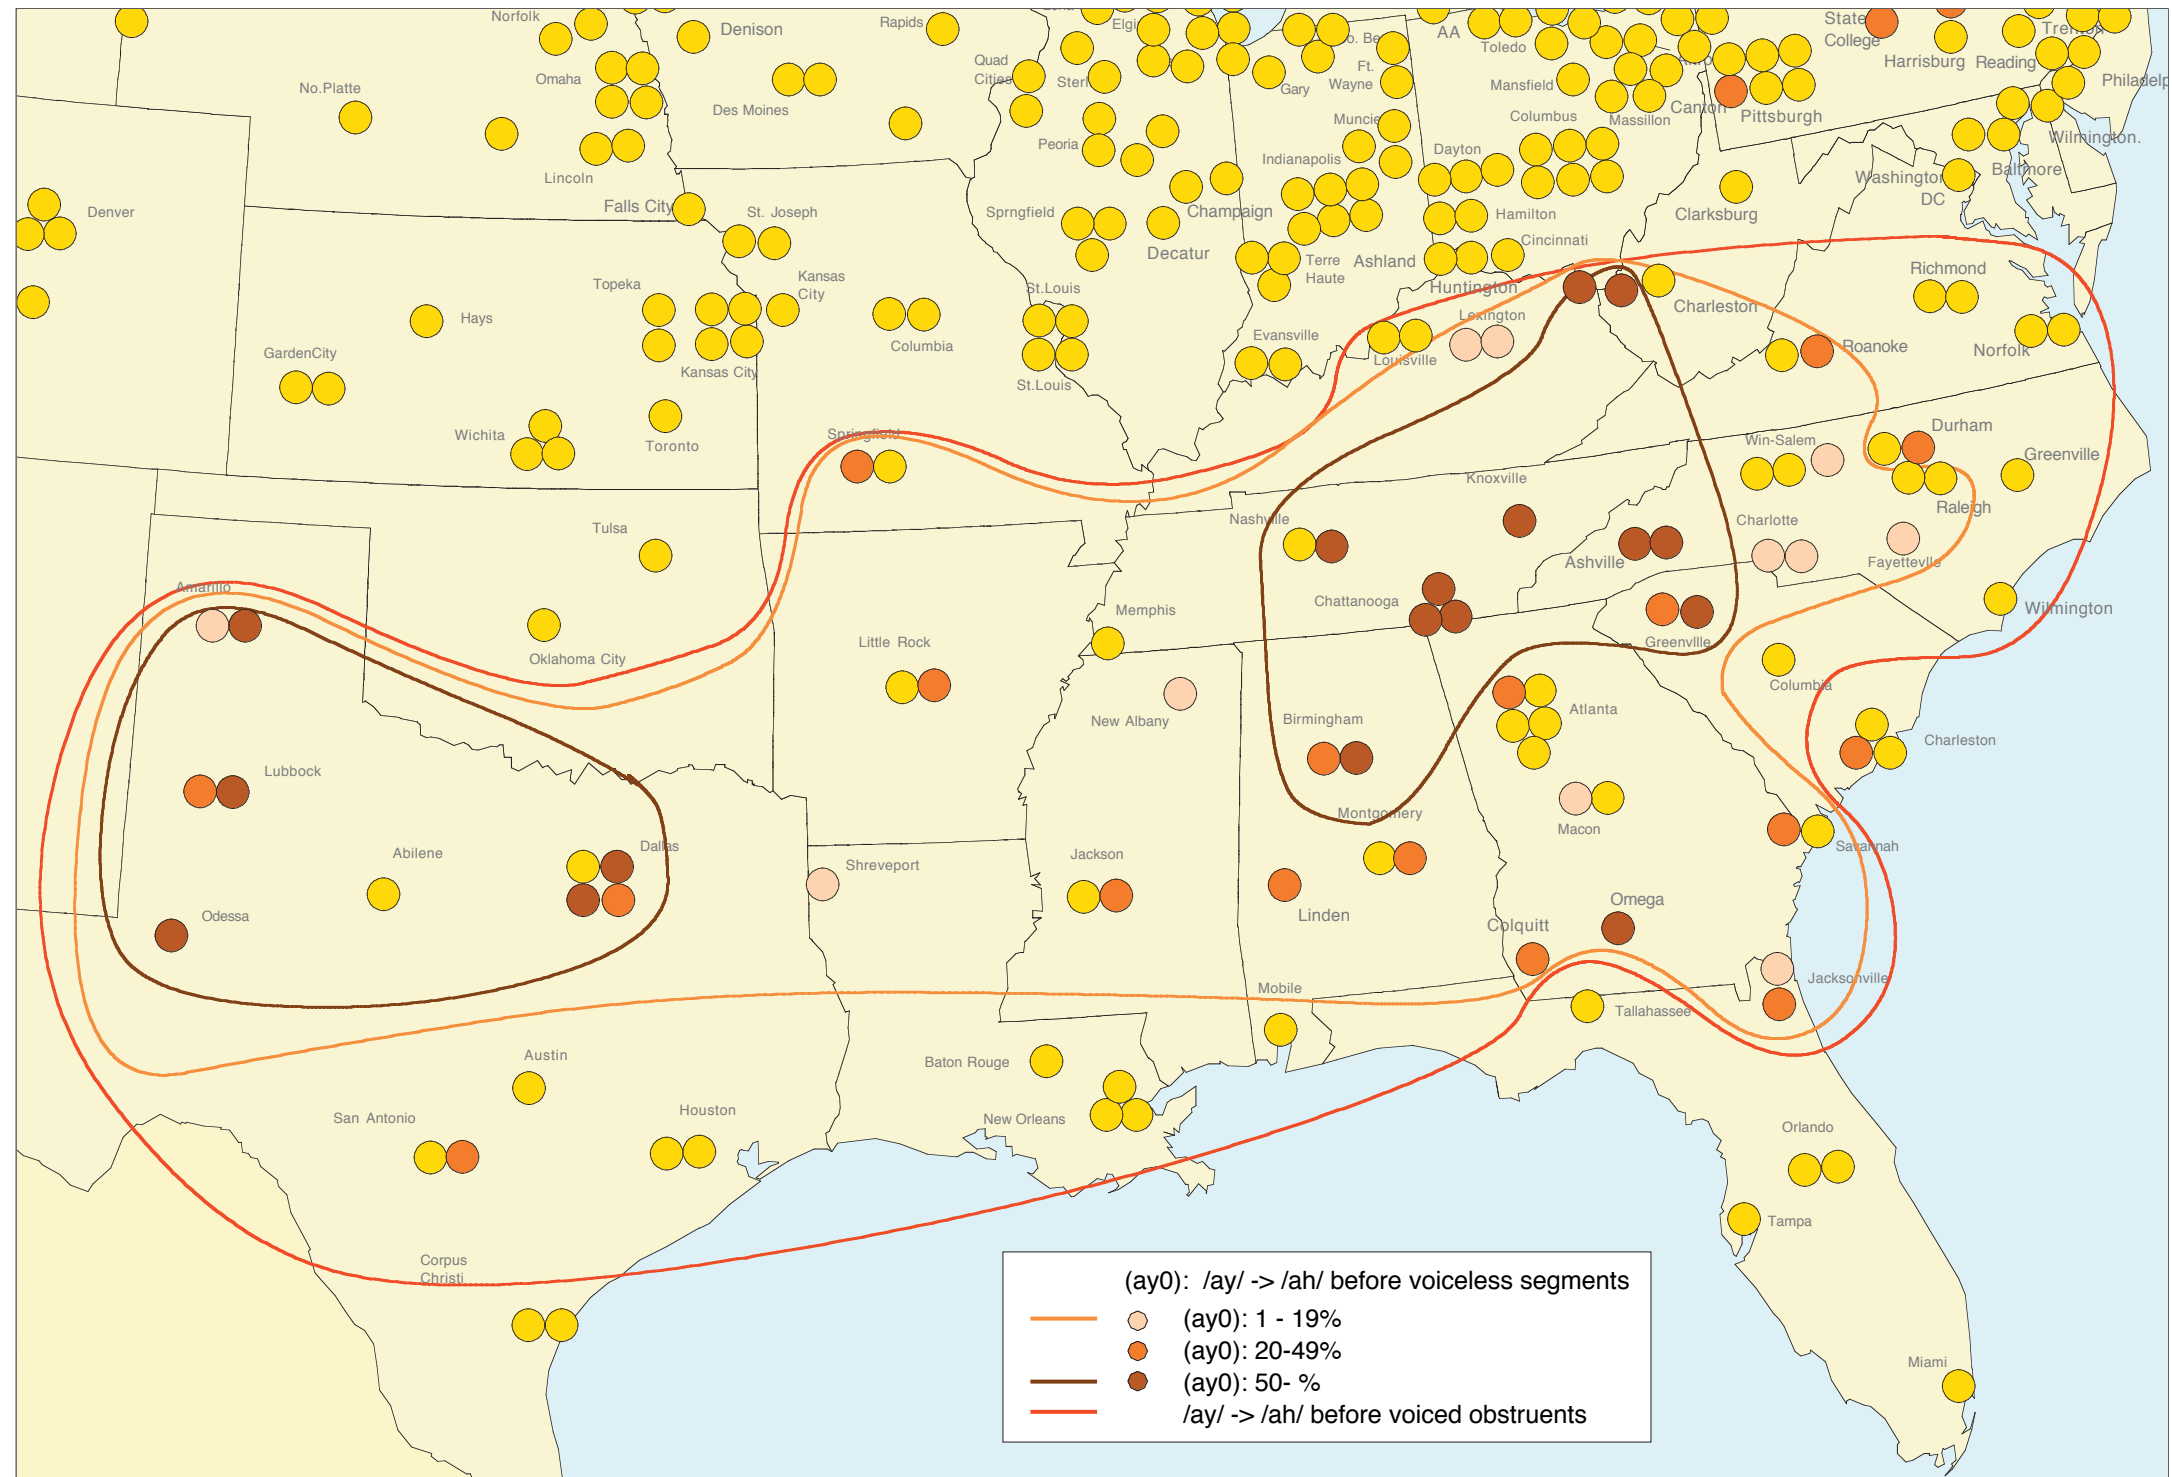 Norfolk
Denison
Rapids
Elgi
AA
Toledo
State
College
Harrisburg
Reading
Trenton
Philadelp
No.Platte
Omaha
Des Moines
Quad
Cities
Sterl
Gary
o. Be
Ft.
Wayne
Mansfield
Canton
Massillon
Pittsburgh
Wilmington.
Lincoln
Peoria
Muncie
Indianapolis
Dayton
Columbus
Washington
DC
Baltimore
Denver
Falls City
St. Joseph
Sprngfield
Champaign
Decatur
Hamilton
Cincinnati
Clarksburg
Topeka
Kansas
City
St.Louis
Terre
Haute
Ashland
Huntington
Charleston
Richmond
Hays
GardenCity
Kansas City
Columbia
St.Louis
Evansville
Louisville
Lexington
Roanoke
Norfolk
Wichita
Toronto
Springfield
Win-Salem
Durham
Greenville
Raleigh
Tulsa
Nashville
Knoxville
Ashville
Charlotte
Fayettevlle
Amarillo
Oklahoma City
Little Rock
Memphis
Chattanooga
Greenvllle
Wilmington
New Albany
Birmingham
Atlanta
Columbia
Charleston
Lubbock
Abilene
Dallas
Shreveport
Jackson
Montgomery
Macon
Savannah
Odessa
Linden
Colquitt
Omega
Jacksonville
Mobile
Tallahassee
Austin
San Antonio
Houston
Baton Rouge
New Orleans
Orlando
Tampa
Corpus
Christi
Miami
(ay0): /ay/ -> /ah/ before voiceless segments
(ay0): 1 - 19%
(ay0): 20-49%
(ay0): 50- %
/ay/ -> /ah/ before voiced obstruents